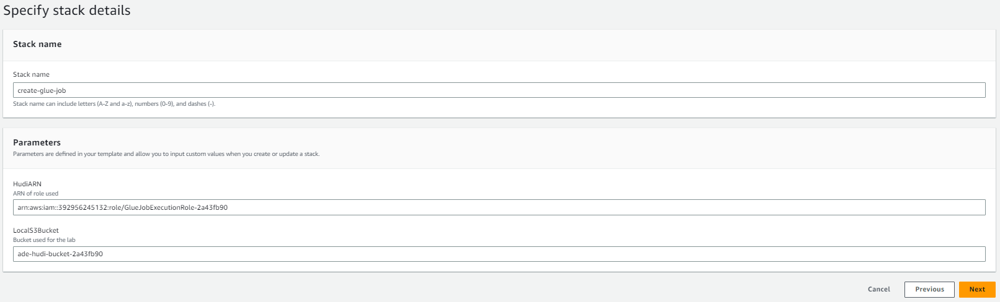 Specify stack details
Stack name
Stack name
create-glue-job
Stack name can include letters (A-Z and a-z), numbers (0-9), and dashes (-).
Parameters
Parameters are defined in your template and allow you to input custom values when you create or update a stack.
HudiARN
ARN of role used
arn:aws:iam::392956245132:role/GlueJobExecutionRole-2a43fb90
LocalS3Bucket
Bucket used for the lab
ade-hudi-bucket-2a43fb90
Cancel Previous Next